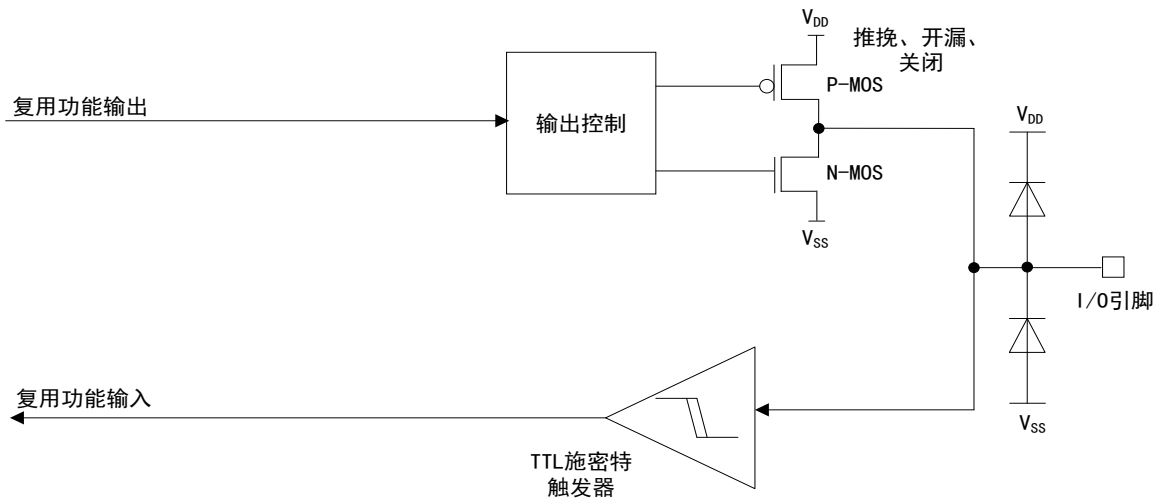 V_DD
推挽、开漏、
关闭
P-MOS
复用功能输出
输出控制
V_DD
N-MOS
V_SS
I/O引脚
复用功能输入
V_SS
TTL施密特
触发器